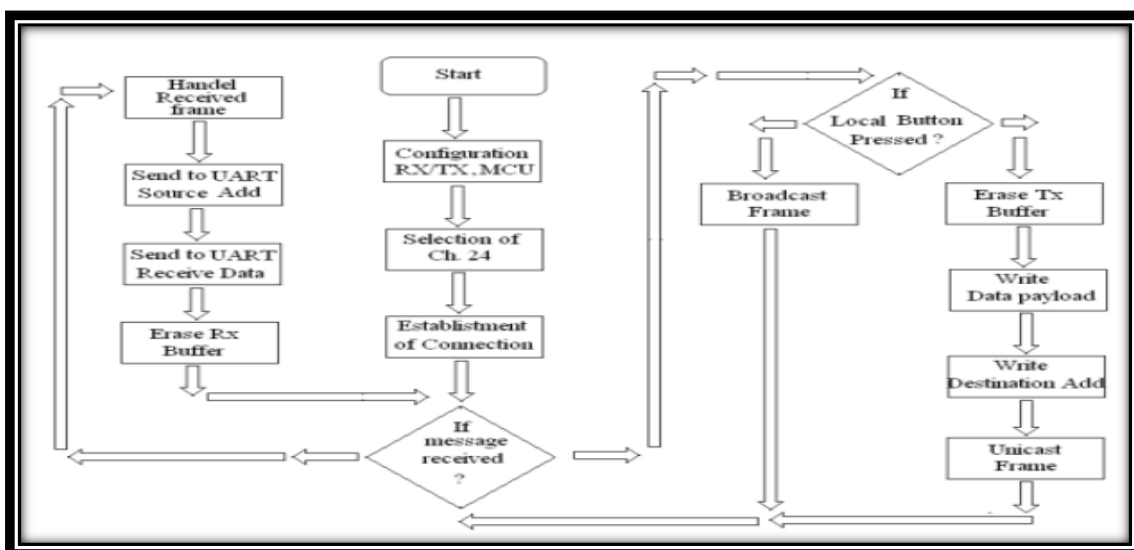 Start
Configuration
RX/TX, MCU
Selection of
Ch. 24
Establistment
of Connection
If
message
received
?
Handel
Received
frame
Send to UART
Source Add
Send to UART
Receive Data
Erase Rx
Buffer
If
Local Button
Pressed ?
Broadcast
Frame
Erase Tx
Buffer
Write
Data payload
Write
Destination Add
Unicast
Frame